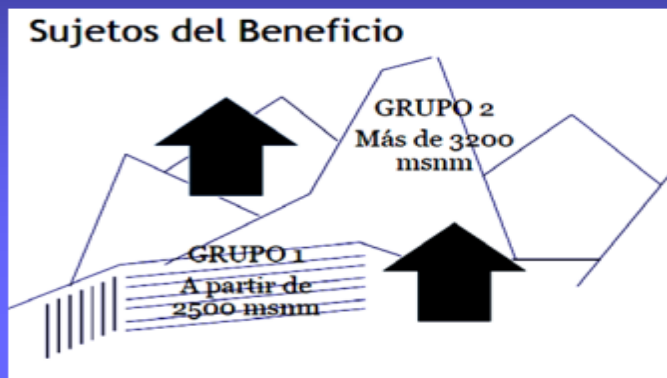 Sujetos del Beneficio
GRUPO 2
Más de 3200
msnm
GRUPO 1
A partir de
2500 msnm